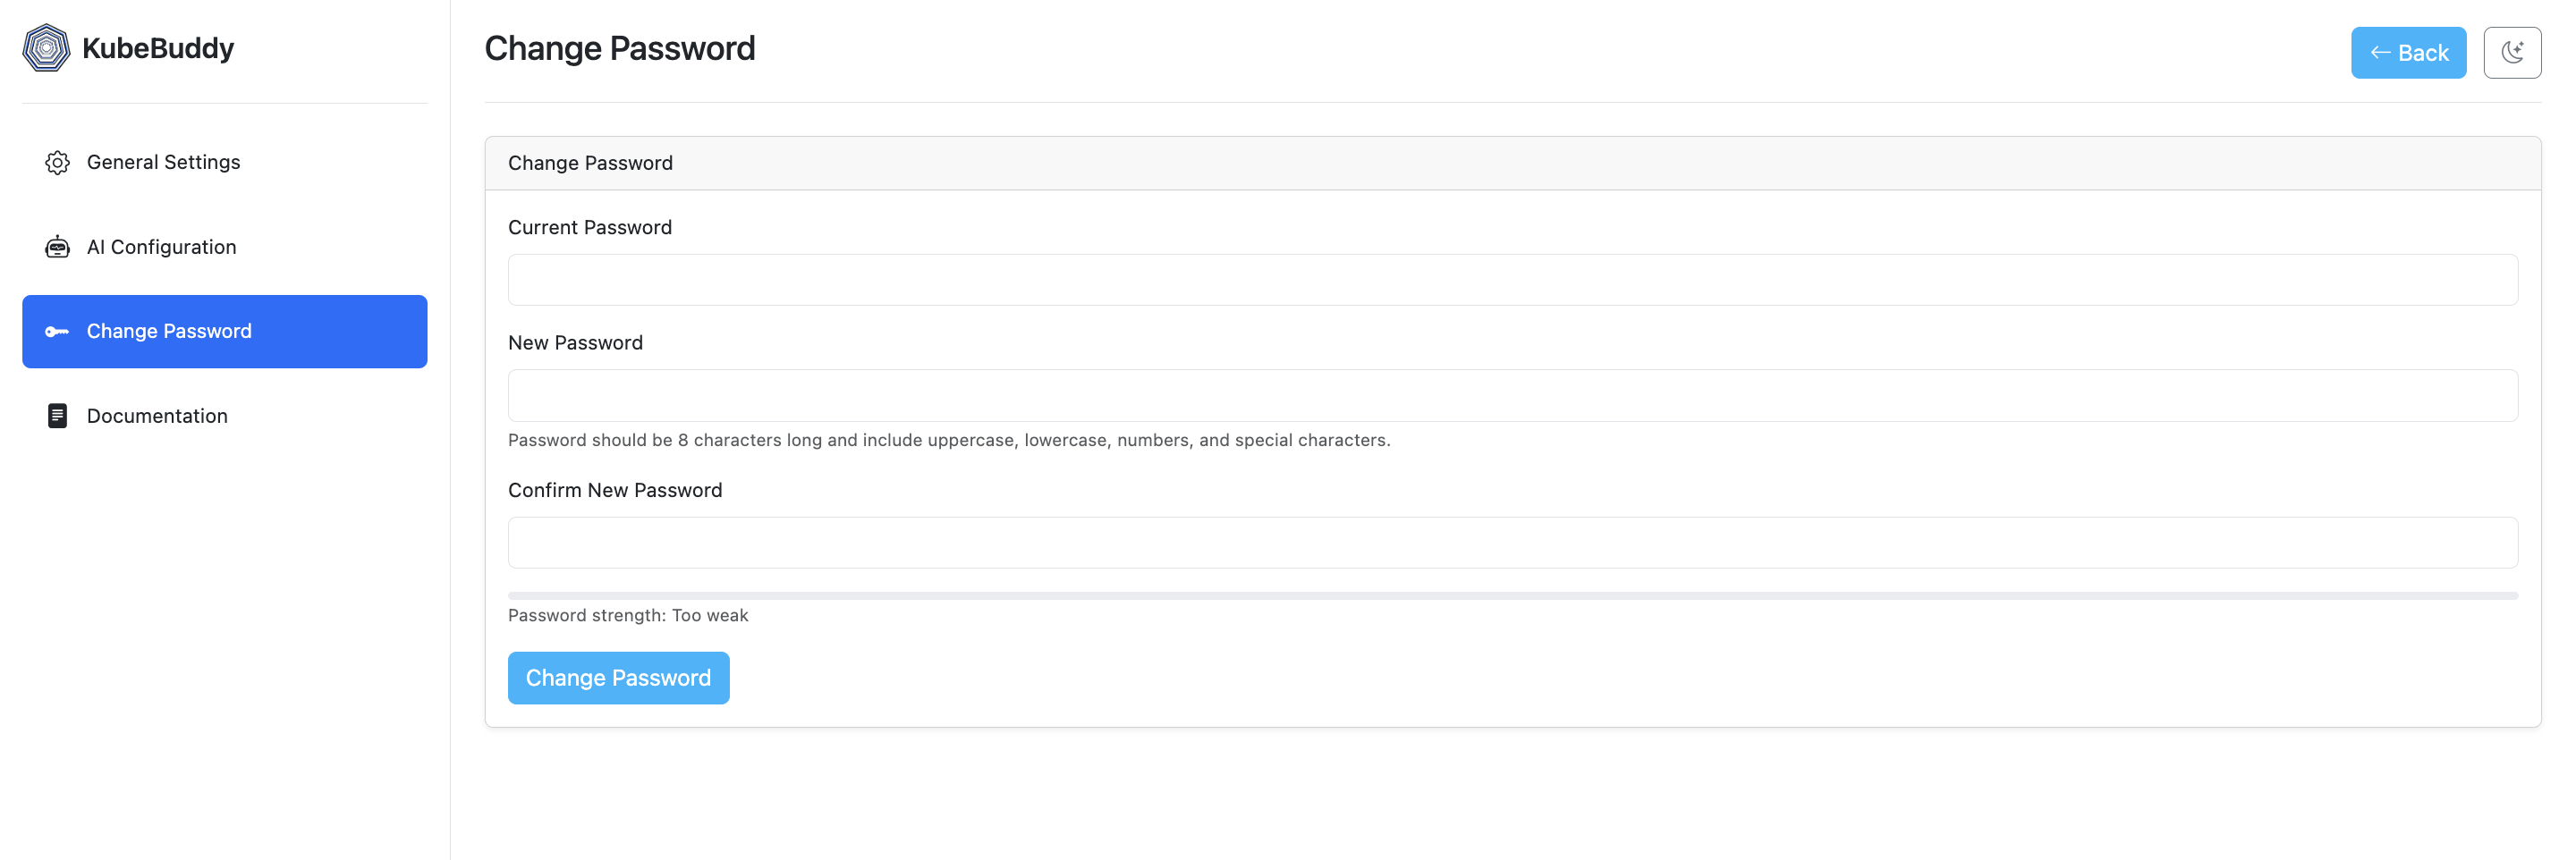 KubeBuddy
General Settings
AI Configuration
Change Password
Documentation
Change Password
Back
Change Password
Current Password
New Password
Password should be 8 characters long and include uppercase, lowercase, numbers, and special characters.
Confirm New Password
Password strength: Too weak
Change Password